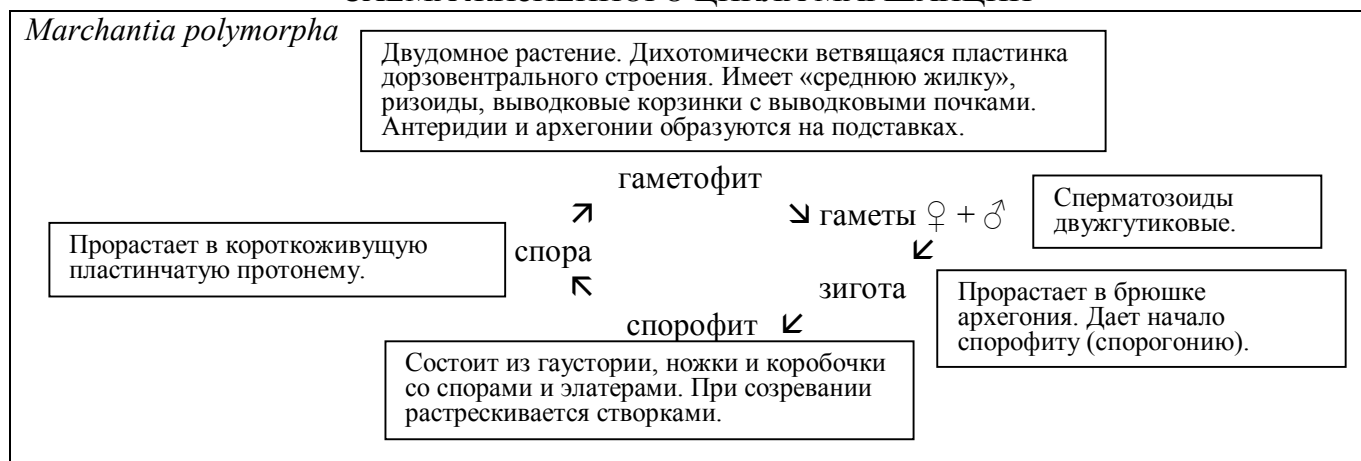 Marchantia polymorpha
Двудомное растение. Дихотомически ветвящаяся пластинка
дорзовентрального строения. Имеет «среднюю жилку»,
ризоиды, выводковые корзинки с выводковыми почками.
Антеридии и архегонии образуются на подставках.
гаметофит
гаметы ♀ + ♂
Сперматозоиды
двужгутиковые.
Прорастает в короткоживущую
пластинчатую протонему.
спора
зигота
Прорастает в брюшке
архегония. Дает начало
спорофиту (спорогонию).
спорофит
Состоит из гаустории, ножки и коробочки
со спорами и элатерами. При созревании
растрескивается створками.